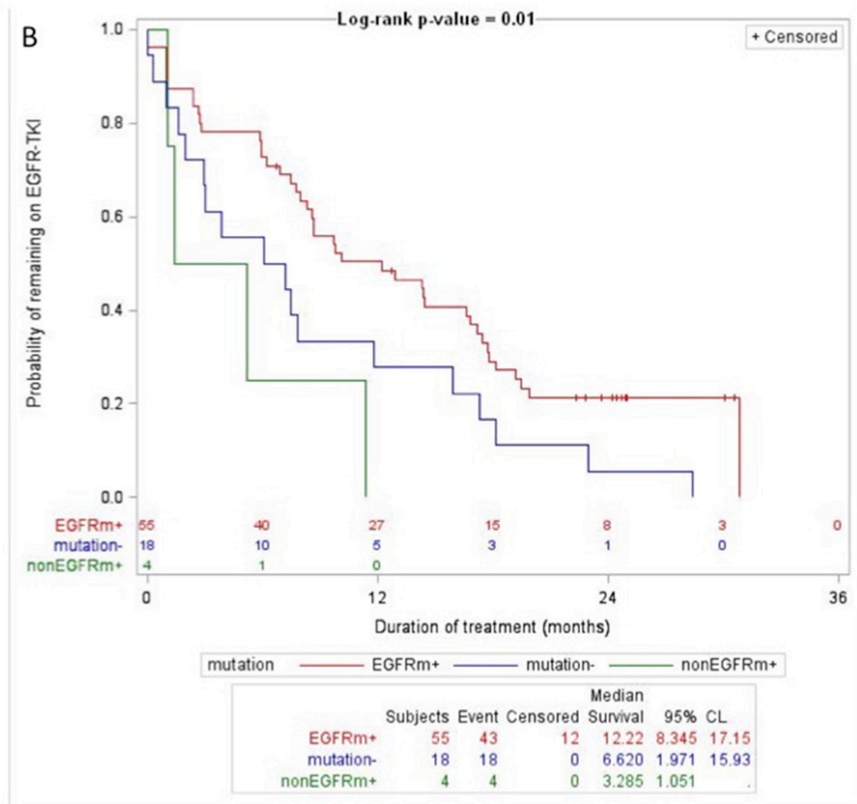 B
Log-rank p-value = 0.01
+ Censored
Probability of remaining on EGFR-TKI
1.0
0.8
0.6
0.4
0.2
0.0
EGFRm+ 55 40 27 15 8 3 0
mutation- 18 10 5 3 1 0
nonEGFRm+ 4 1 0
0 12 24 36
Duration of treatment (months)
mutation EGFRm+ mutation- nonEGFRm+
Median
Subjects Event Censored Survival 95% CL
EGFRm+ 55 43 12 12.22 8.345 17.15
mutation- 18 18 0 6.620 1.971 15.93
nonEGFRm+ 4 4 0 3.285 1.051 .